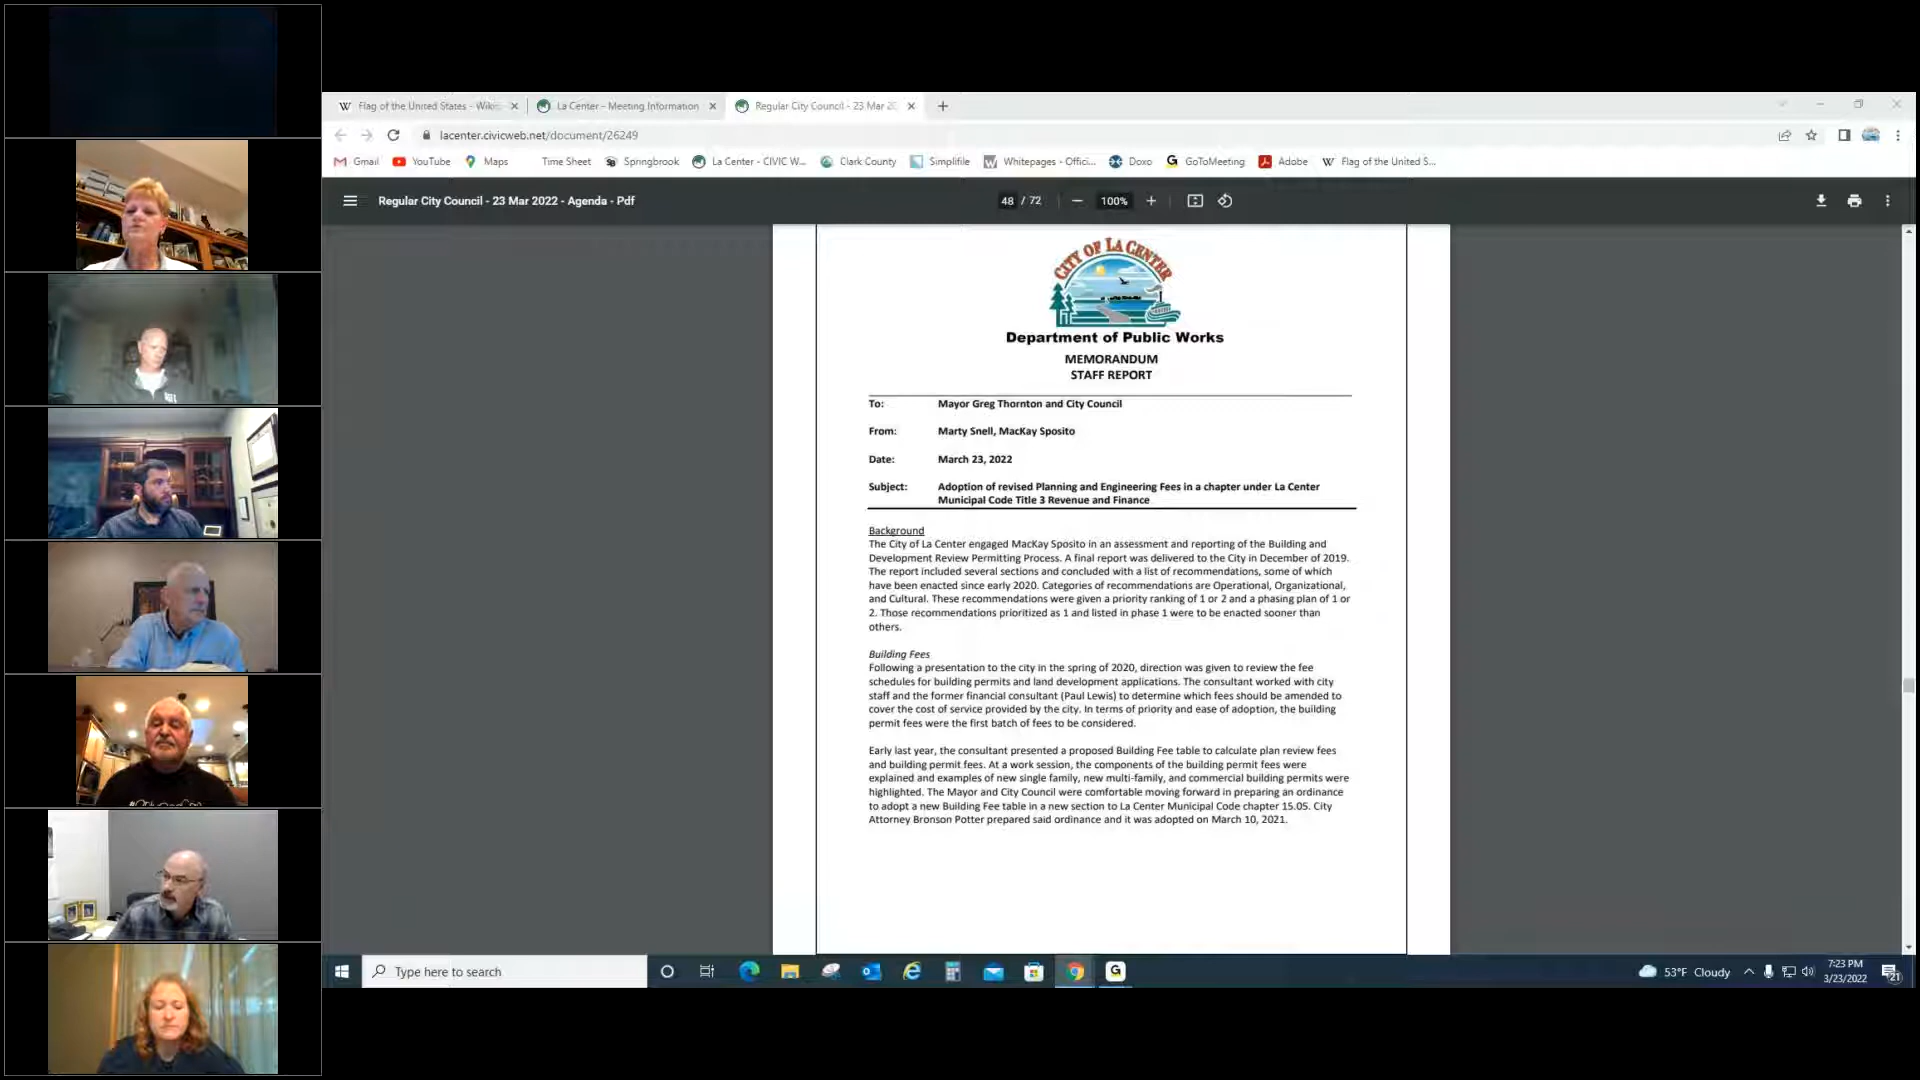 Flag of the United States - Wiki
La Center - Meeting Information
Regular City Council - 23 Mar 20
lacenter.civicweb.net/document/26249
Gmail YouTube Maps Time Sheet Springbrook La Center - CIVIC W... Clark County Simplifile Whitepages - Offici... Doxo GoToMeeting Adobe Flag of the United S...
Regular City Council - 23 Mar 2022 - Agenda - Pdf
48 / 72
100%
CITY OF LA CENTER
Department of Public Works
MEMORANDUM
STAFF REPORT
To: Mayor Greg Thornton and City Council
From: Marty Snell, MacKay Sposito
Date: March 23, 2022
Subject: Adoption of revised Planning and Engineering Fees in a chapter under La Center
Municipal Code Title 3 Revenue and Finance
Background
The City of La Center engaged MacKay Sposito in an assessment and reporting of the Building and
Development Review Permitting Process. A final report was delivered to the City in December of 2019.
The report included several sections and concluded with a list of recommendations, some of which
have been enacted since early 2020. Categories of recommendations are Operational, Organizational,
and Cultural. These recommendations were given a priority ranking of 1 or 2 and a phasing plan of 1 or
2. Those recommendations prioritized as 1 and listed in phase 1 were to be enacted sooner than
others.
Building Fees
Following a presentation to the city in the spring of 2020, direction was given to review the fee
schedules for building permits and land development applications. The consultant worked with city
staff and the former financial consultant (Paul Lewis) to determine which fees should be amended to
cover the cost of service provided by the city. In terms of priority and ease of adoption, the building
permit fees were the first batch of fees to be considered.
Early last year, the consultant presented a proposed Building Fee table to calculate plan review fees
and building permit fees. At a work session, the components of the building permit fees were
explained and examples of new single family, new multi-family, and commercial building permits were
highlighted. The Mayor and City Council were comfortable moving forward in preparing an ordinance
to adopt a new Building Fee table in a new section to La Center Municipal Code chapter 15.05. City
Attorney Bronson Potter prepared said ordinance and it was adopted on March 10, 2021.
Type here to search
53°F Cloudy
7:23 PM
3/23/2022
21